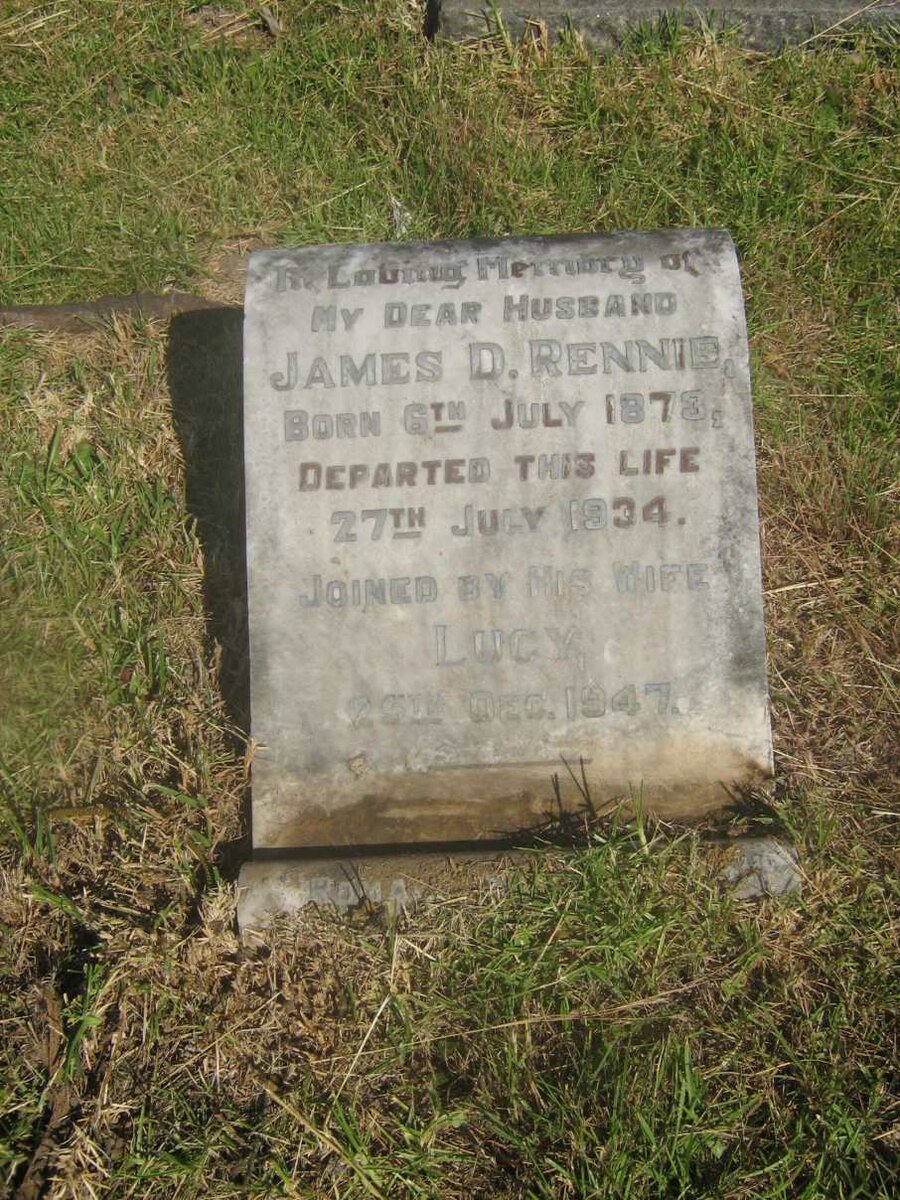 In Loving Memory of
MY DEAR HUSBAND
JAMES D. RENNIE,
BORN 6TH JULY 1873,
DEPARTED THIS LIFE
27TH JULY 1934.
JOINED BY HIS WIFE
LUCY,
25TH DEC. 1947.